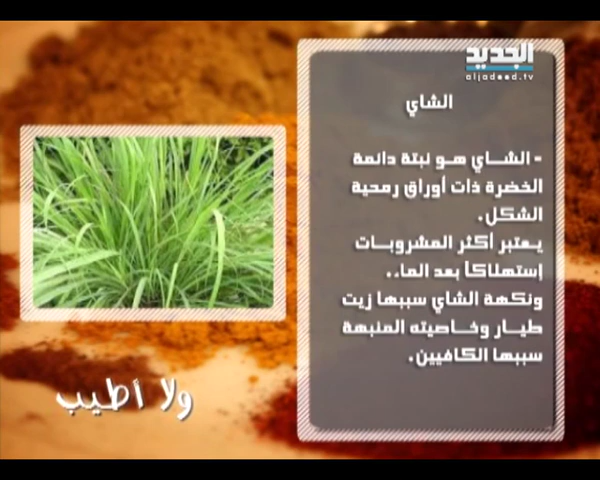 الجديد
aljadeed.tv
الشاي
- الشاي هو نبتة دائمة
الخضرة ذات أوراق رمحية
الشكل.
يعتبر أكثر المشروبات
إستهلاكاً بعد الماء.
ونكهة الشاي سببها زيت
طيار وخاصيته المنبهة
سببها الكافيين.
ولا أطيب